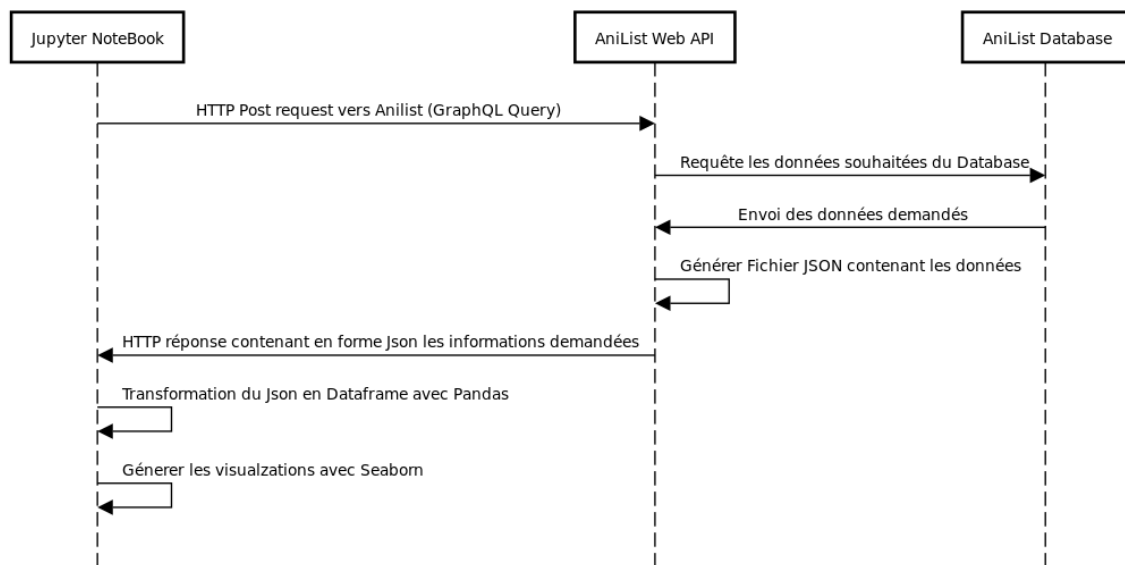 Jupyter NoteBook
AniList Web API
AniList Database
HTTP Post request vers Anilist (GraphQL Query)
Requête les données souhaitées du Database
Envoi des données demandés
Générer Fichier JSON contenant les données
HTTP réponse contenant en forme Json les informations demandées
Transformation du Json en Dataframe avec Pandas
Génerer les visualzations avec Seaborn